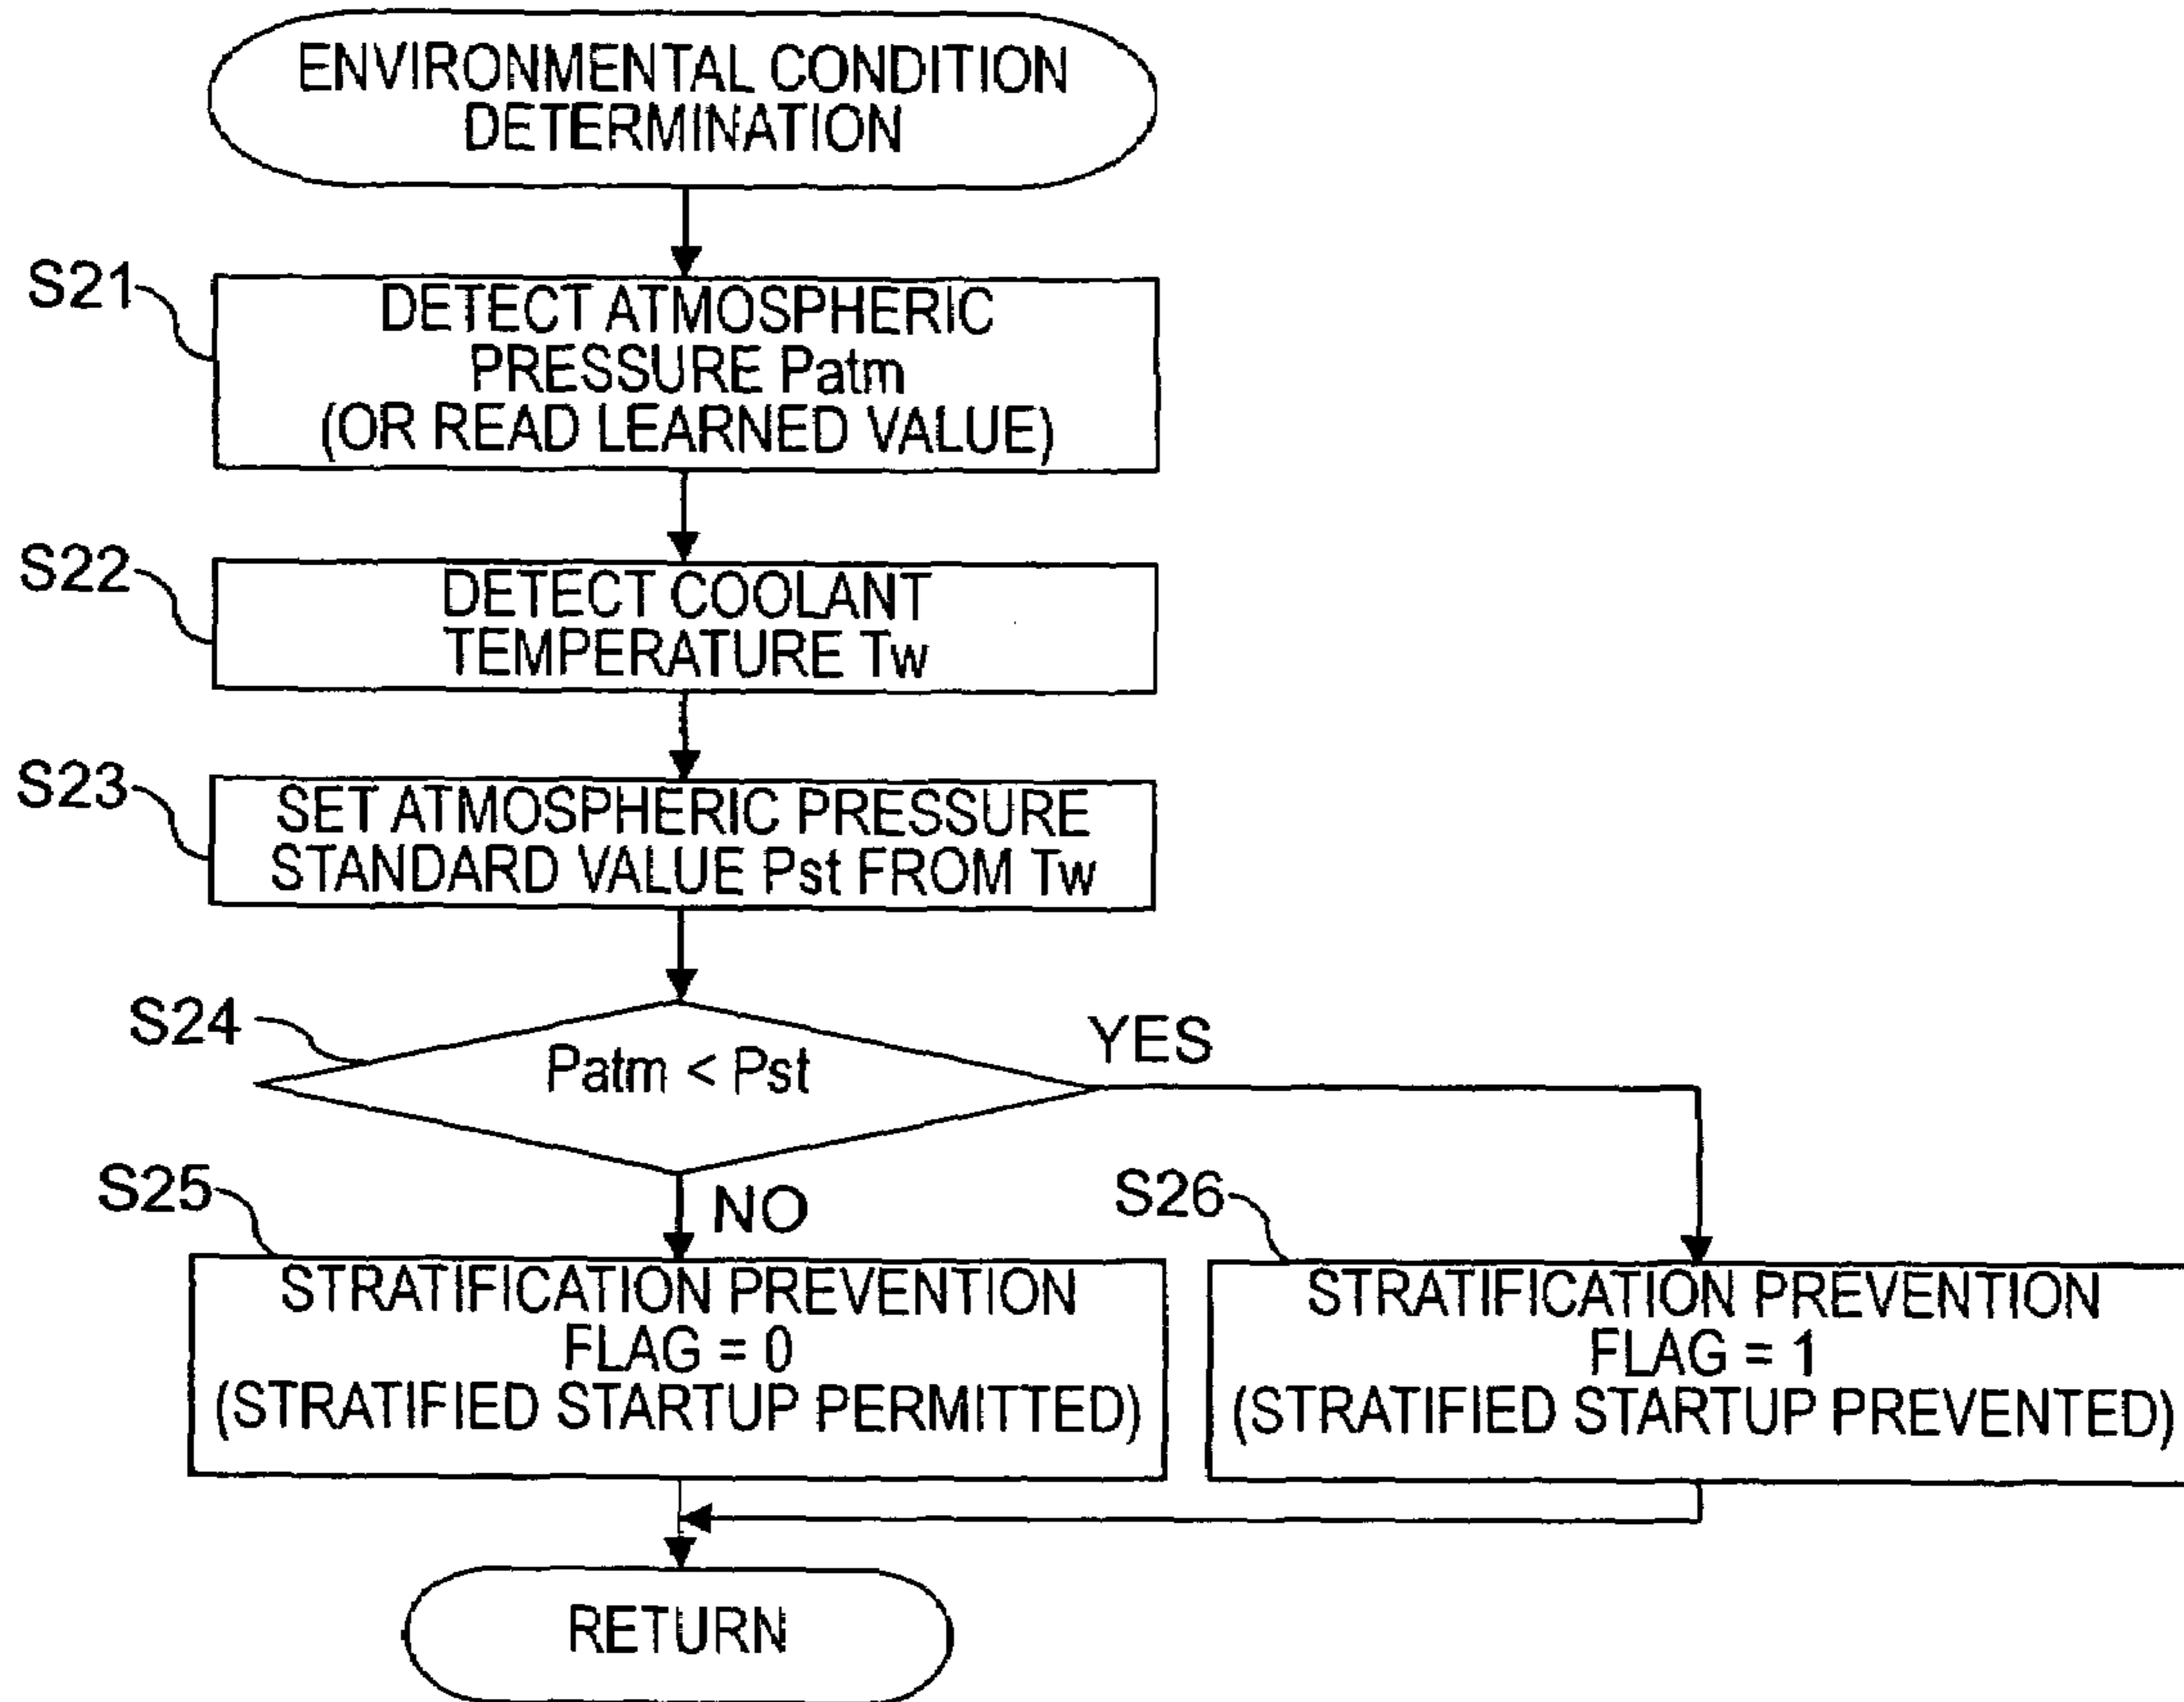 ENVIRONMENTAL CONDITION
DETERMINATION
S21
DETECT ATMOSPHERIC
PRESSURE Patm
(OR READ LEARNED VALUE)
S22
DETECT COOLANT
TEMPERATURE Tw
S23
SET ATMOSPHERIC PRESSURE
STANDARD VALUE Pst FROM Tw
S24
Patm < Pst
YES
S25
NO
STRATIFICATION PREVENTION
FLAG = 0
(STRATIFIED STARTUP PERMITTED)
S26
STRATIFICATION PREVENTION
FLAG = 1
(STRATIFIED STARTUP PREVENTED)
RETURN